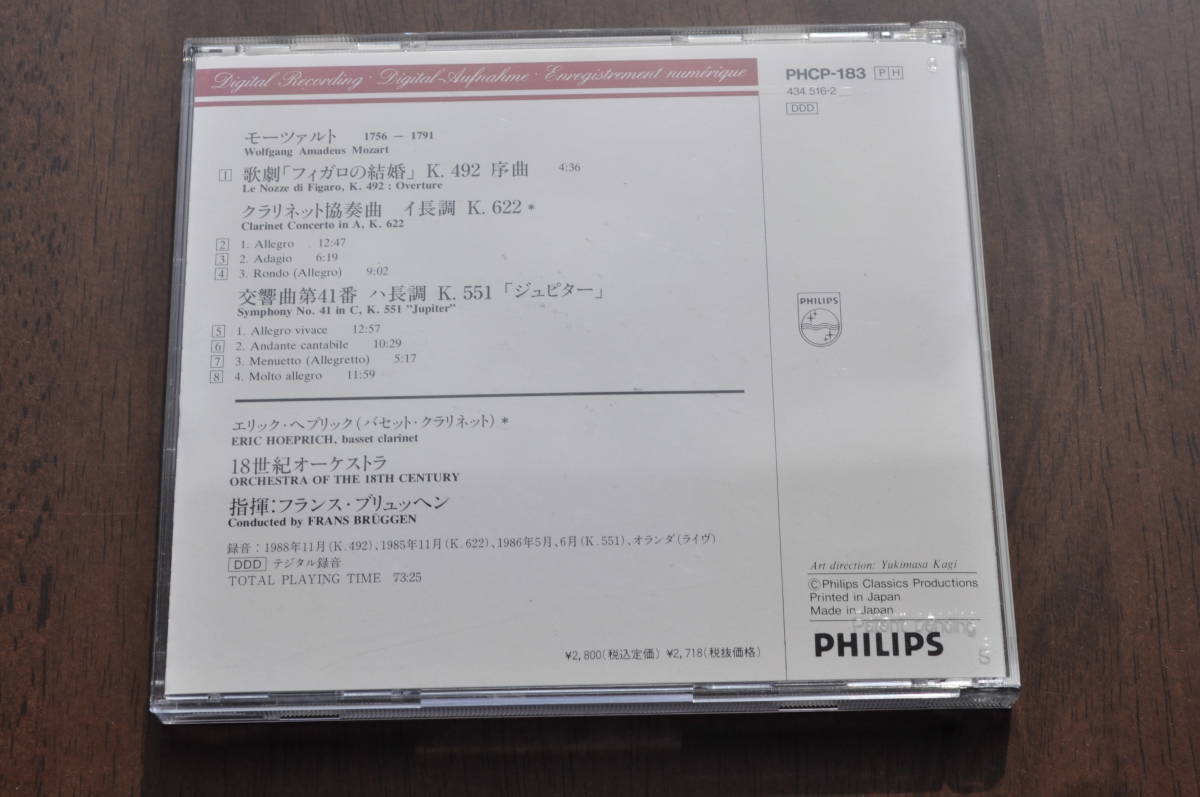 Digital Recording · Digital-Aufnahme · Enregistrement numérique
モーツァルト 1756 – 1791
Wolfgang Amadeus Mozart
1 歌劇「フィガロの結婚」 K. 492 序曲 4:36
Le Nozze di Figaro, K. 492 : Overture
クラリネット協奏曲 イ長調 K. 622 *
Clarinet Concerto in A, K. 622
2 1. Allegro 12:47
3 2. Adagio 6:19
4 3. Rondo (Allegro) 9:02
交響曲第41番 ハ長調 K. 551 「ジュピター」
Symphony No. 41 in C, K. 551 "Jupiter"
5 1. Allegro vivace 12:57
6 2. Andante cantabile 10:29
7 3. Menuetto (Allegretto) 5:17
8 4. Molto allegro 11:59
エリック・ヘプリック(バセット・クラリネット) *
ERIC HOEPRICH, basset clarinet
18世紀オーケストラ
ORCHESTRA OF THE 18TH CENTURY
指揮:フランス・ブリュッヘン
Conducted by FRANS BRÜGGEN
録音:1988年11月(K. 492)、1985年11月(K. 622)、1986年5月、6月(K. 551)、オランダ(ライヴ)
DDD デジタル録音
TOTAL PLAYING TIME 73:25
¥2,800(税込定価) ¥2,718(税抜価格)
PHCP-183 P H
434 516-2
DDD
PHILIPS
Art direction: Yukimasa Kagi
©Philips Classics Productions
Printed in Japan
Made in Japan
Patent pending
PHILIPS
S